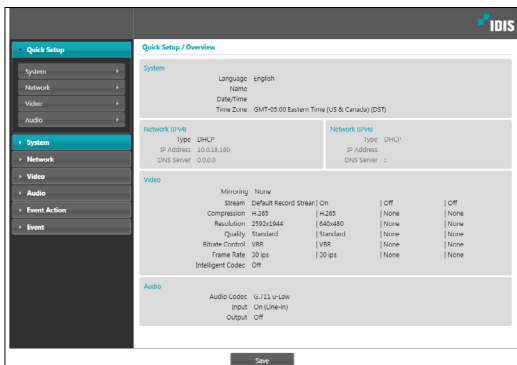 IDIS
Quick Setup
System
Network
Video
Audio
System
Network
Video
Audio
Event Action
Event
Quick Setup / Overview
System
Language English
Name
Date/Time
Time Zone GMT-05:00 Eastern Time (US & Canada) (DST)
Network (IPv4)
Type DHCP
IP Address 10.0.18.160
DNS Server 0.0.0.0
Network (IPv6)
Type DHCP
IP Address
DNS Server ::
Video
Mirroring None
Stream Default Record Strear | On | Off | Off
Compression H.265 | H.265 | None | None
Resolution 2592x1944 | 640x480 | None | None
Quality Standard | Standard | None | None
Bitrate Control VBR | VBR | None | None
Frame Rate 30 ips | 30 ips | None | None
Intelligent Codec Off
Audio
Audio Codec G.711 u-Law
Input On (Line-in)
Output Off
Save